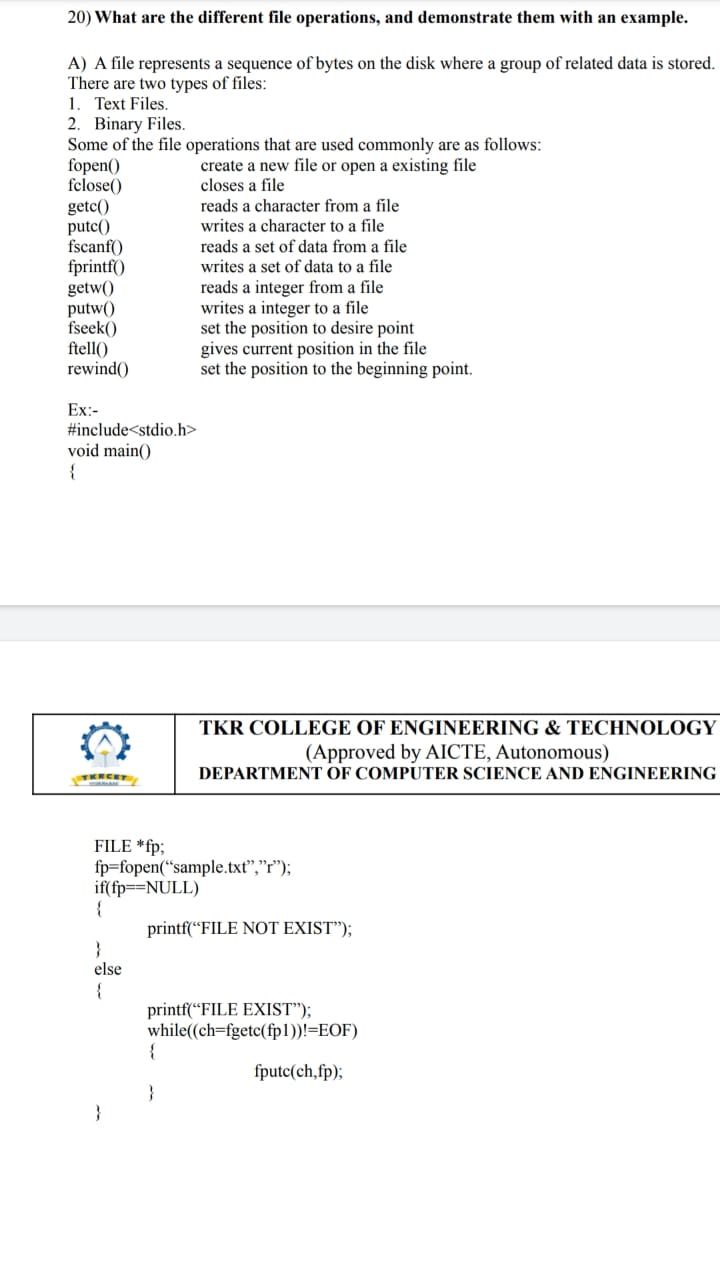 20) What are the different file operations, and demonstrate them with an example.
A) A file represents a sequence of bytes on the disk where a group of related data is stored.
There are two types of files:
1. Text Files.
2. Binary Files.
Some of the file operations that are used commonly are as follows:
fopen() create a new file or open a existing file
fclose() closes a file
getc() reads a character from a file
putc() writes a character to a file
fscanf() reads a set of data from a file
fprintf() writes a set of data to a file
getw() reads a integer from a file
putw() writes a integer to a file
fseek() set the position to desire point
ftell() gives current position in the file
rewind() set the position to the beginning point.
Ex:-
#include<stdio.h>
void main()
{
TKRCET
TKR COLLEGE OF ENGINEERING & TECHNOLOGY
(Approved by AICTE, Autonomous)
DEPARTMENT OF COMPUTER SCIENCE AND ENGINEERING
FILE *fp;
fp=fopen(“sample.txt”,”r”);
if(fp==NULL)
{
printf(“FILE NOT EXIST”);
}
else
{
printf(“FILE EXIST”);
while((ch=fgetc(fp1))!=EOF)
{
fputc(ch,fp);
}
}